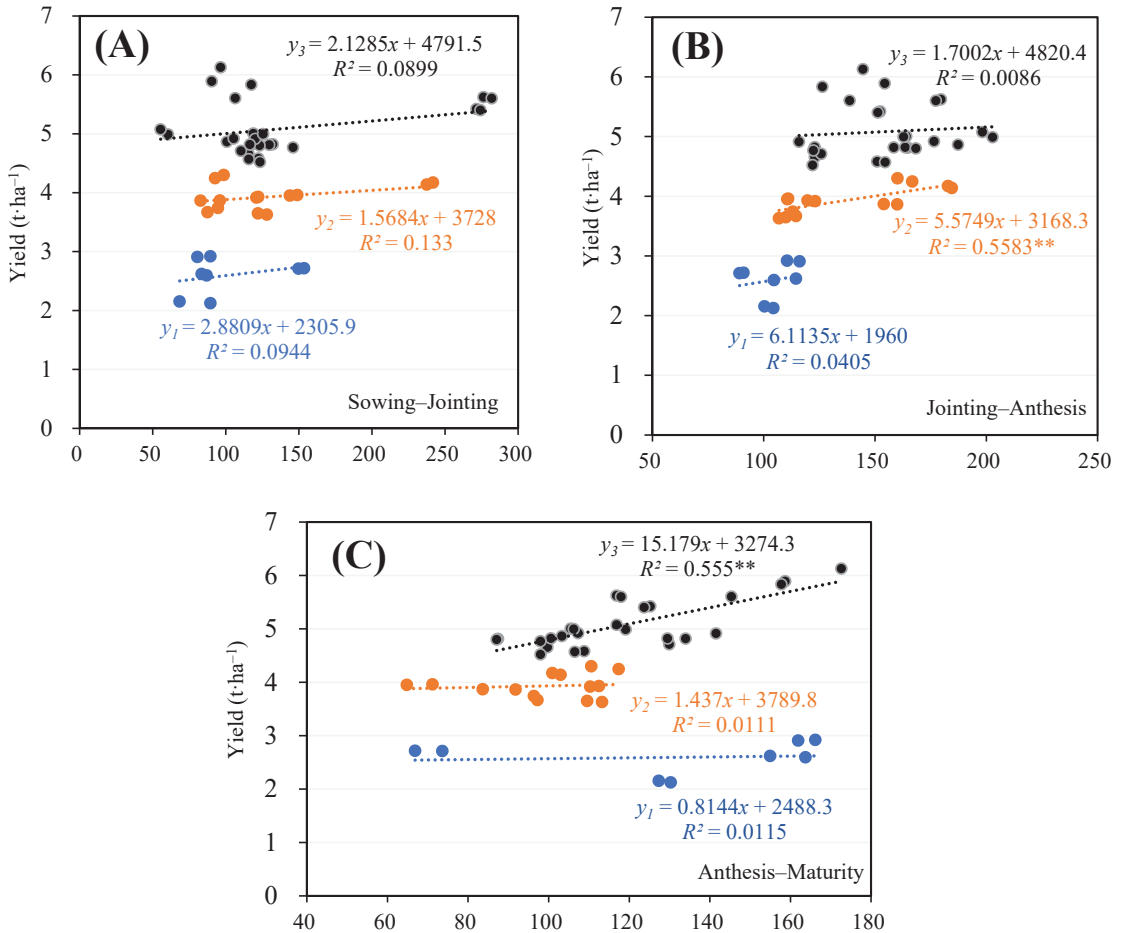 (A)
y₃ = 2.1285x + 4791.5
R² = 0.0899
y₂ = 1.5684x + 3728
R² = 0.133
y₁ = 2.8809x + 2305.9
R² = 0.0944
Sowing–Jointing
Yield (t·ha⁻¹)
7
6
5
4
3
2
1
0
0 50 100 150 200 250 300
(B)
y₃ = 1.7002x + 4820.4
R² = 0.0086
y₂ = 5.5749x + 3168.3
R² = 0.5583**
y₁ = 6.1135x + 1960
R² = 0.0405
Jointing–Anthesis
Yield (t·ha⁻¹)
7
6
5
4
3
2
1
0
50 100 150 200 250
(C)
y₃ = 15.179x + 3274.3
R² = 0.555**
y₂ = 1.437x + 3789.8
R² = 0.0111
y₁ = 0.8144x + 2488.3
R² = 0.0115
Anthesis–Maturity
Yield (t·ha⁻¹)
7
6
5
4
3
2
1
0
40 60 80 100 120 140 160 180